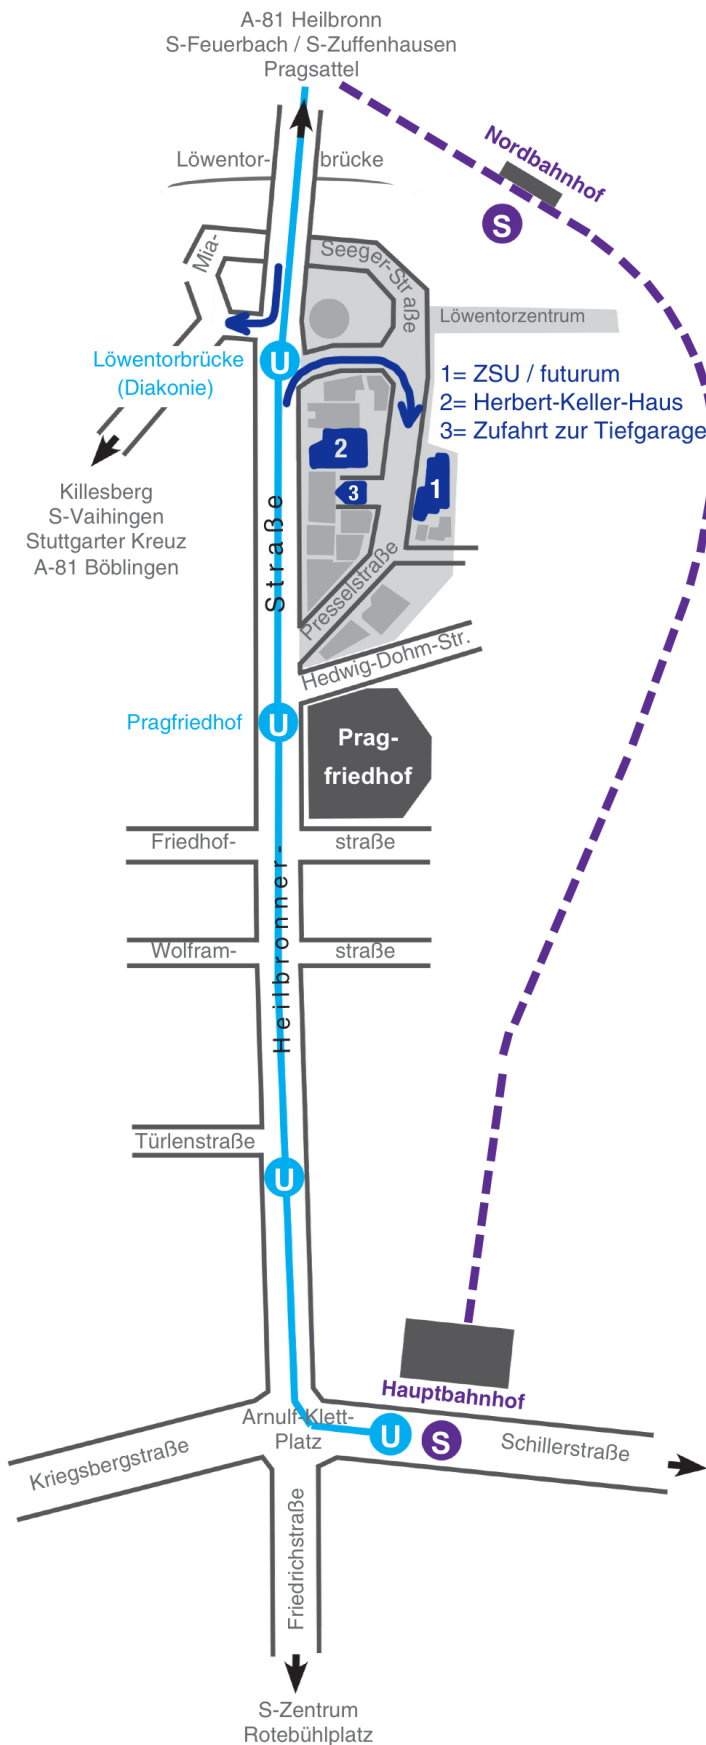 A-81 Heilbronn
S-Feuerbach / S-Zuffenhausen
Pragsattel
Nordbahnhof
S
Löwentor- brücke
Mia-
Seeger-Straße
Löwentorzentrum
U
Löwentorbrücke
(Diakonie)
1= ZSU / futurum
2= Herbert-Keller-Haus
3= Zufahrt zur Tiefgarage
2
3
1
Killesberg
S-Vaihingen
Stuttgarter Kreuz
A-81 Böblingen
Straße
Presselstraße
Hedwig-Dohm-Str.
Pragfriedhof
U
Prag-
friedhof
Friedhof- straße
Heilbronner-
Wolfram- straße
Türlenstraße
U
Hauptbahnhof
Arnulf-Klett-
Platz
U
S
Schillerstraße
Kriegsbergstraße
Friedrichstraße
S-Zentrum
Rotebühlplatz